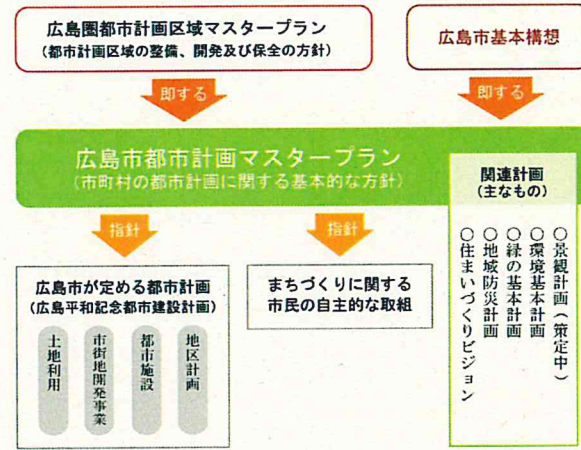 広島圏都市計画区域マスタープラン
(都市計画区域の整備、開発及び保全の方針)
広島市基本構想
即する
即する
広島市都市計画マスタープラン
(市町村の都市計画に関する基本的な方針)
指針
指針
関連計画
(主なもの)
○景観計画(策定中)
○環境基本計画
○緑の基本計画
○地域防災計画
○住まいづくりビジョン
広島市が定める都市計画
(広島平和記念都市建設計画)
土地利用
市街地開発事業
都市施設
地区計画
まちづくりに関する
市民の自主的な取組